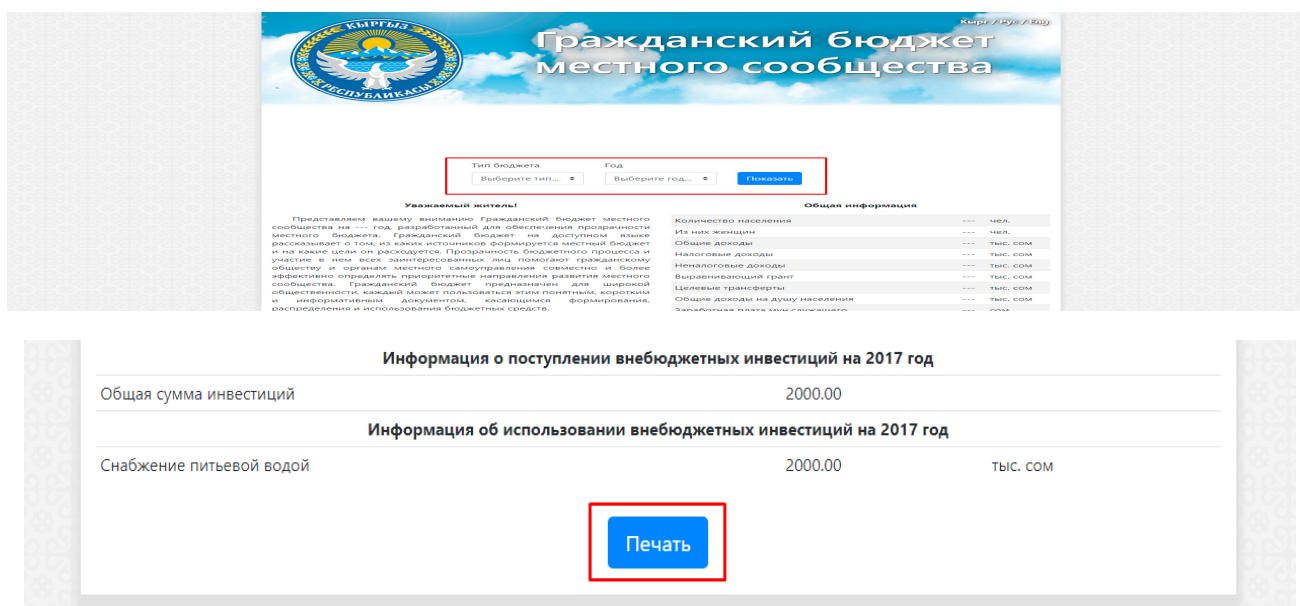 КЫРГЫЗ
РЕСПУБЛИКАСЫ
Кырг / Рус / Eng
Гражданский бюджет
местного сообщества
Тип бюджета
Год
Выберите тип...
Выберите год...
Показать
Уважаемый житель!
Представляем вашему вниманию Гражданский бюджет местного
сообщества на --- год, разработанный для обеспечения прозрачности
местного бюджета. Гражданский бюджет на доступном языке
рассказывает о том, из каких источников формируется местный бюджет
и на какие цели он расходуется. Прозрачность бюджетного процесса и
участие в нем всех заинтересованных лиц помогают гражданскому
обществу и органам местного самоуправления совместно и более
эффективно определять приоритетные направления развития местного
сообщества. Гражданский бюджет предназначен для широкой
общественности, каждый может пользоваться этим понятным, коротким
и информативным документом, касающимся формирования,
распределения и использования бюджетных средств.
Общая информация
Количество населения --- чел.
Из них женщин --- чел.
Общие доходы --- тыс. сом
Налоговые доходы --- тыс. сом
Неналоговые доходы --- тыс. сом
Выравнивающий грант --- тыс. сом
Целевые трансферты --- тыс. сом
Общие доходы на душу населения --- тыс. сом
Заработная плата мун.служащего --- сом
Информация о поступлении внебюджетных инвестиций на 2017 год
Общая сумма инвестиций 2000.00
Информация об использовании внебюджетных инвестиций на 2017 год
Снабжение питьевой водой 2000.00 тыс. сом
Печать